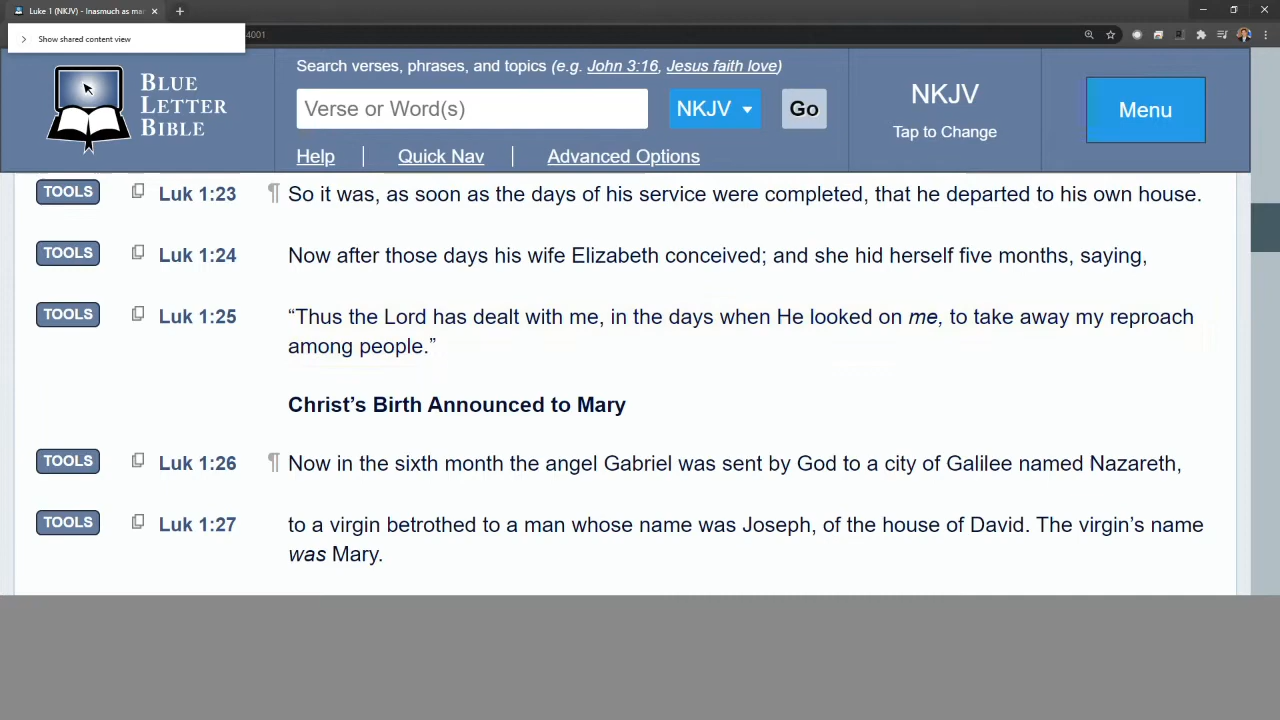 Luke 1 (NKJV) - Inasmuch as ma
Show shared content view
4001
BLUE
LETTER
BIBLE
Search verses, phrases, and topics (e.g. John 3:16, Jesus faith love)
Verse or Word(s)
NKJV
Go
Help
Quick Nav
Advanced Options
NKJV
Tap to Change
Menu
TOOLS Luk 1:23 ¶ So it was, as soon as the days of his service were completed, that he departed to his own house.
TOOLS Luk 1:24 Now after those days his wife Elizabeth conceived; and she hid herself five months, saying,
TOOLS Luk 1:25 “Thus the Lord has dealt with me, in the days when He looked on me, to take away my reproach
among people.”
Christ’s Birth Announced to Mary
TOOLS Luk 1:26 ¶ Now in the sixth month the angel Gabriel was sent by God to a city of Galilee named Nazareth,
TOOLS Luk 1:27 to a virgin betrothed to a man whose name was Joseph, of the house of David. The virgin’s name
was Mary.